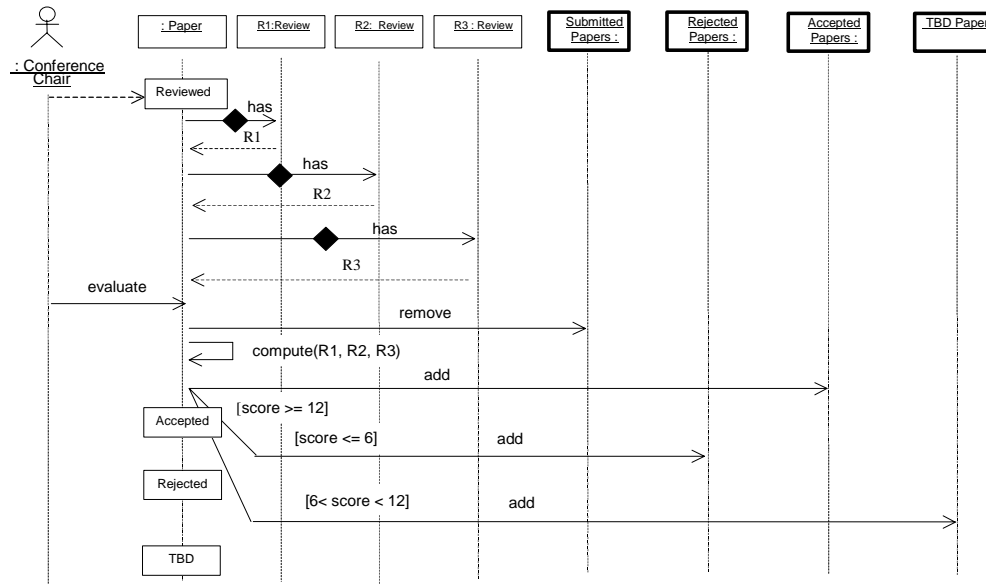 : Paper
R1:Review
R2: Review
R3 : Review
Submitted
Papers :
Rejected
Papers :
Accepted
Papers :
TBD Paper
: Conference
Chair
Reviewed
has
R1
has
R2
has
R3
evaluate
remove
compute(R1, R2, R3)
add
[score >= 12]
Accepted
[score <= 6]
add
Rejected
[6< score < 12]
add
TBD